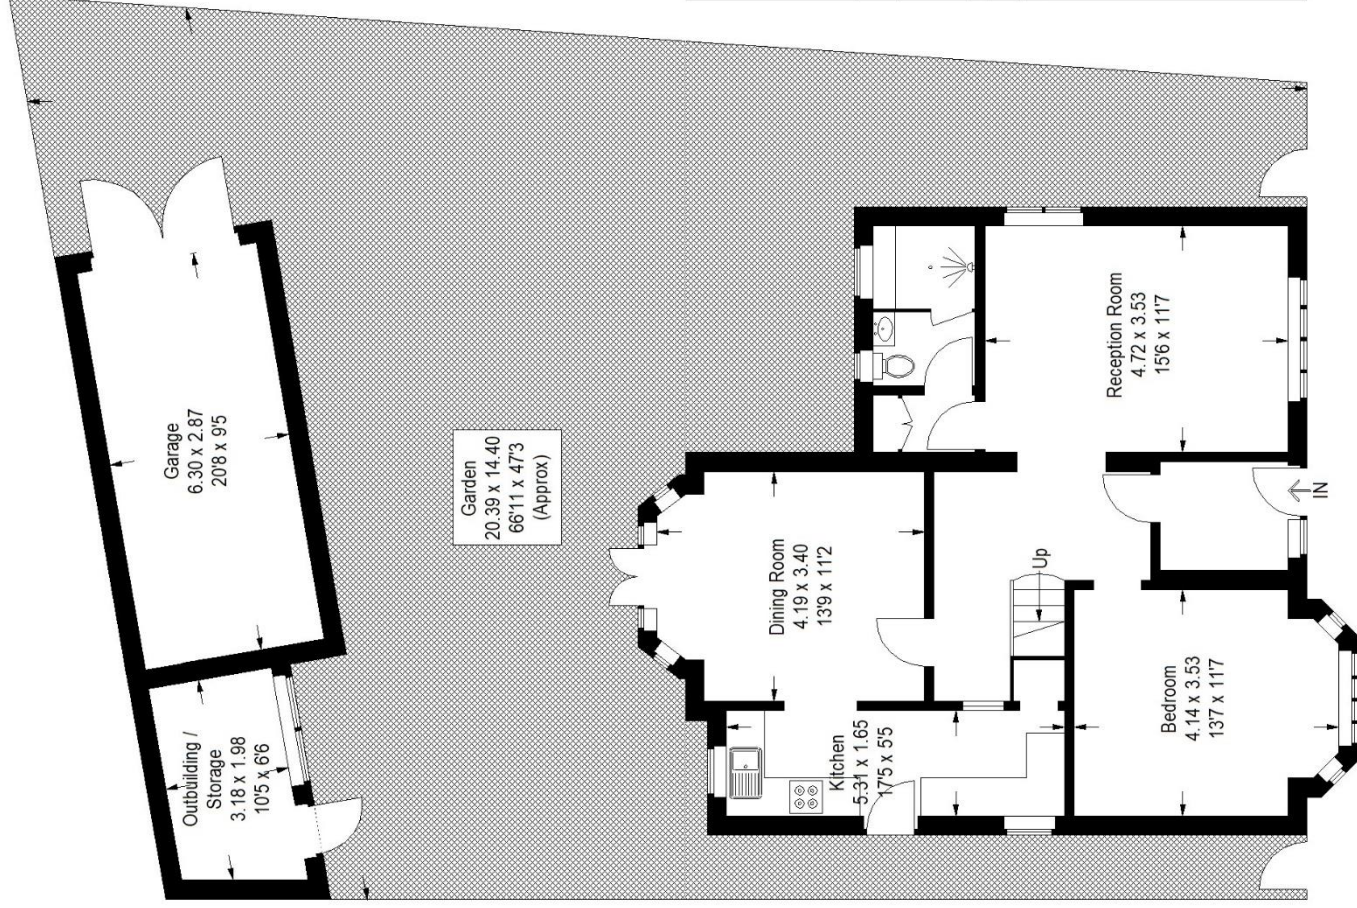 Garage
6.30 x 2.87
20'8 x 9'5
Outbuilding /
Storage
3.18 x 1.98
10'5 x 6'6
Garden
20.39 x 14.40
66'11 x 47'3
(Approx)
Dining Room
4.19 x 3.40
13'9 x 11'2
Kitchen
5.31 x 1.65
17'5 x 5'5
Up
Reception Room
4.72 x 3.53
15'6 x 11'7
Bedroom
4.14 x 3.53
13'7 x 11'7
IN